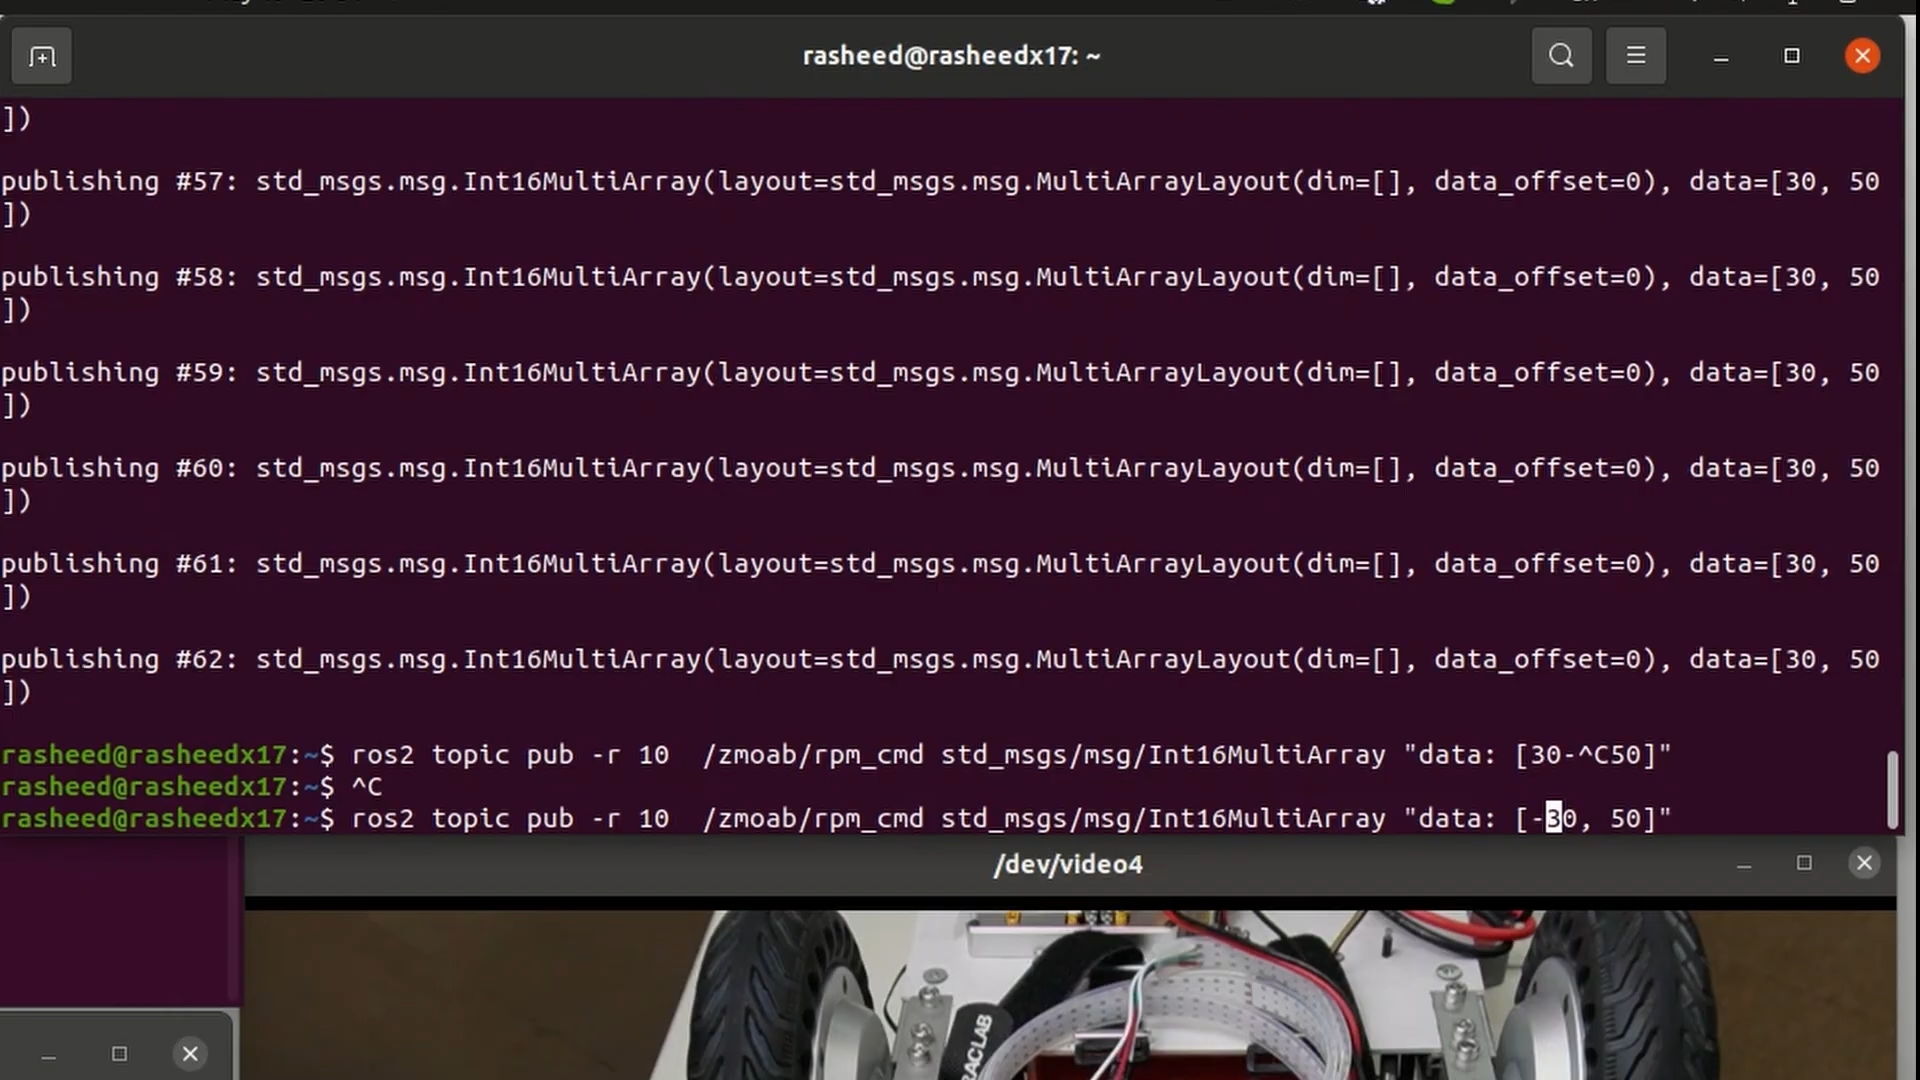 rasheed@rasheedx17: ~
])
publishing #57: std_msgs.msg.Int16MultiArray(layout=std_msgs.msg.MultiArrayLayout(dim=[], data_offset=0), data=[30, 50
])
publishing #58: std_msgs.msg.Int16MultiArray(layout=std_msgs.msg.MultiArrayLayout(dim=[], data_offset=0), data=[30, 50
])
publishing #59: std_msgs.msg.Int16MultiArray(layout=std_msgs.msg.MultiArrayLayout(dim=[], data_offset=0), data=[30, 50
])
publishing #60: std_msgs.msg.Int16MultiArray(layout=std_msgs.msg.MultiArrayLayout(dim=[], data_offset=0), data=[30, 50
])
publishing #61: std_msgs.msg.Int16MultiArray(layout=std_msgs.msg.MultiArrayLayout(dim=[], data_offset=0), data=[30, 50
])
publishing #62: std_msgs.msg.Int16MultiArray(layout=std_msgs.msg.MultiArrayLayout(dim=[], data_offset=0), data=[30, 50
])
rasheed@rasheedx17:~$ ros2 topic pub -r 10  /zmoab/rpm_cmd std_msgs/msg/Int16MultiArray "data: [30-^C50]"
rasheed@rasheedx17:~$ ^C
rasheed@rasheedx17:~$ ros2 topic pub -r 10  /zmoab/rpm_cmd std_msgs/msg/Int16MultiArray "data: [-30, 50]"
/dev/video4